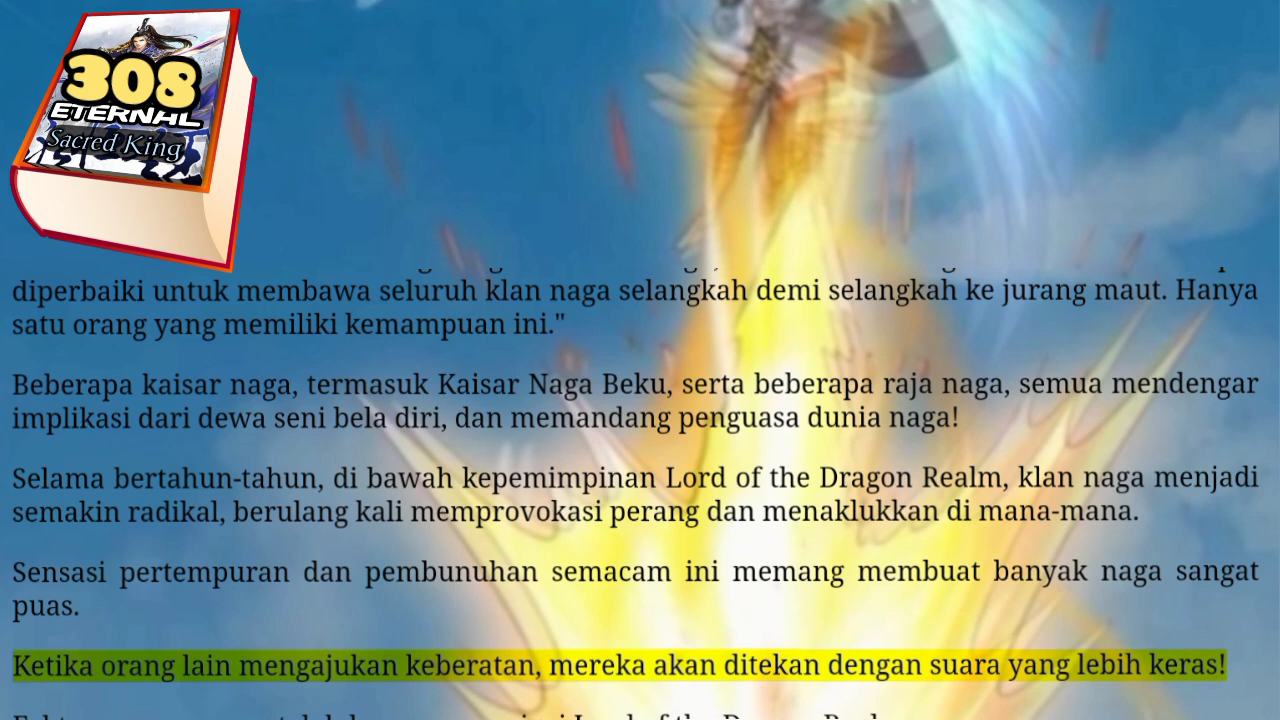 308
ETERNAL
Sacred King
diperbaiki untuk membawa seluruh klan naga selangkah demi selangkah ke jurang maut. Hanya
satu orang yang memiliki kemampuan ini."
Beberapa kaisar naga, termasuk Kaisar Naga Beku, serta beberapa raja naga, semua mendengar
implikasi dari dewa seni bela diri, dan memandang penguasa dunia naga!
Selama bertahun-tahun, di bawah kepemimpinan Lord of the Dragon Realm, klan naga menjadi
semakin radikal, berulang kali memprovokasi perang dan menaklukkan di mana-mana.
Sensasi pertempuran dan pembunuhan semacam ini memang membuat banyak naga sangat
puas.
Ketika orang lain mengajukan keberatan, mereka akan ditekan dengan suara yang lebih keras!